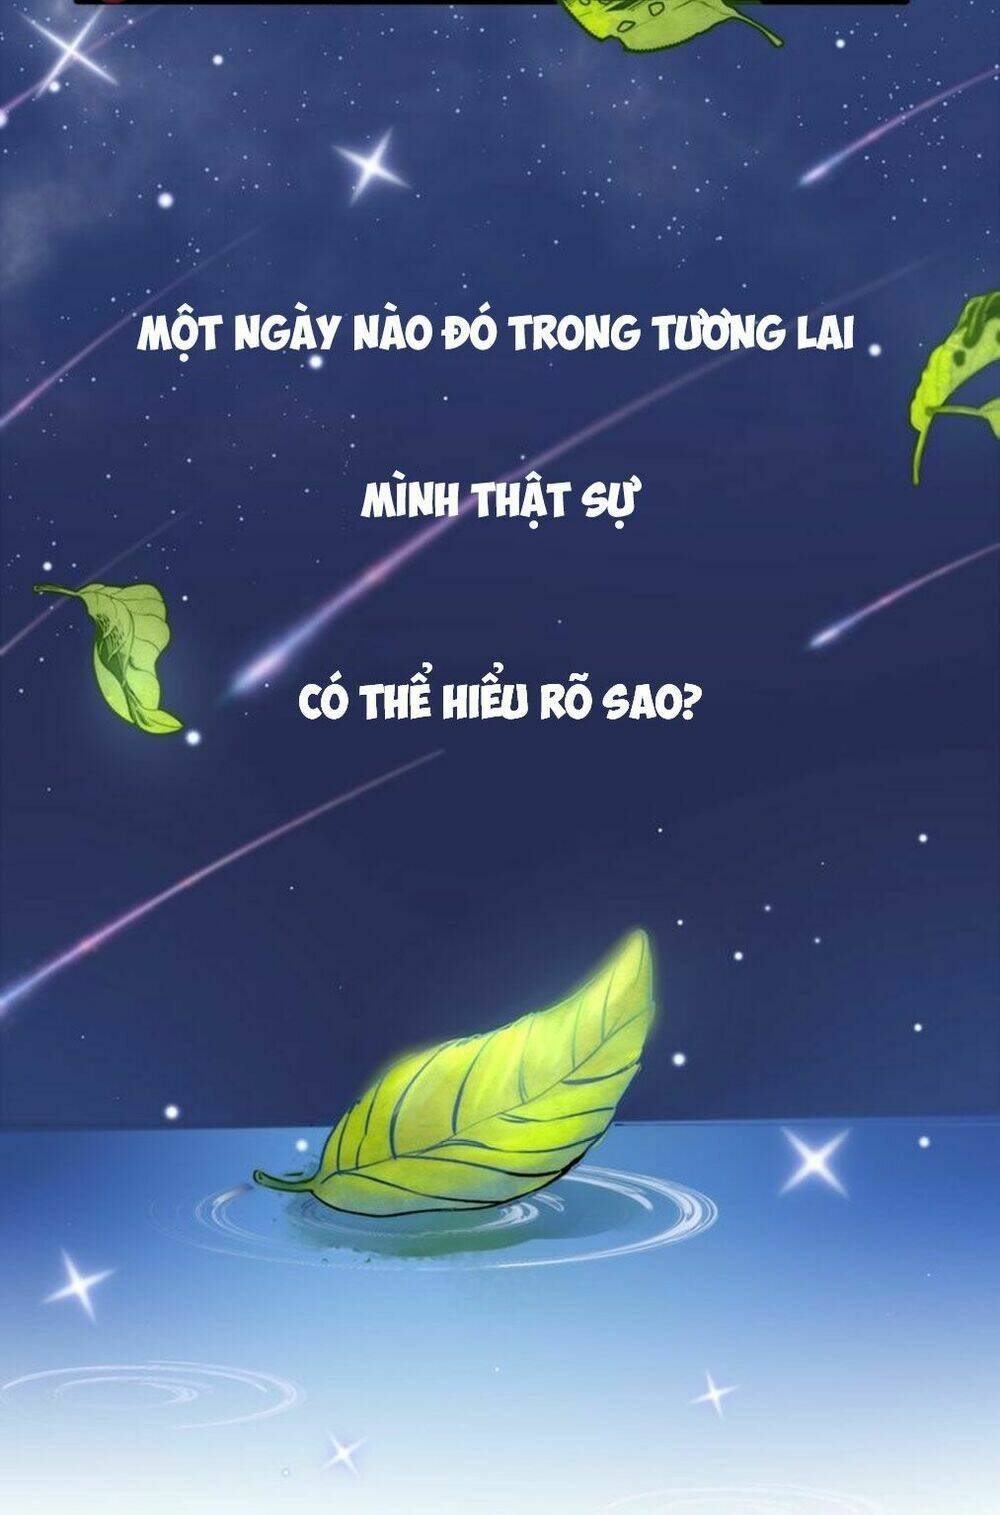 MỘT NGÀY NÀO ĐÓ TRONG TƯƠNG LAI
MÌNH THẬT SỰ
CÓ THỂ HIỂU RÕ SAO?